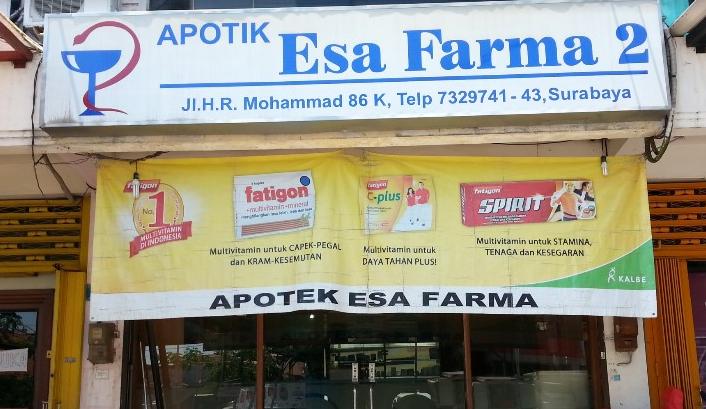 APOTIK Esa Farma 2
Jl.H.R. Mohammad 86 K, Telp 7329741 - 43, Surabaya
fatigon
No.
1
MULTIVITAMIN
DI INDONESIA
fatigon
multivitamin+mineral
Multivitamin untuk CAPEK-PEGAL
dan KRAM-KESEMUTAN
fatigon
C-plus
Multivitamin untuk
DAYA TAHAN PLUS!
fatigon
SPIRIT
Multivitamin untuk STAMINA,
TENAGA dan KESEGARAN
KALBE
APOTEK ESA FARMA